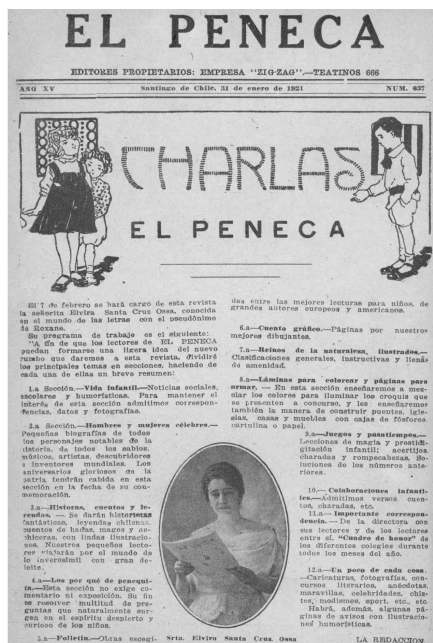 EL PENECA
EDITORES PROPIETARIOS: EMPRESA "ZIG-ZAG".—TEATINOS 666
AÑO XV Santiago de Chile, 31 de enero de 1921 NUM. 637
CHARLAS
EL PENECA
El 7 de febrero se hará cargo de esta revista
la señorita Elvira Santa Cruz Ossa, conocida
en el mundo de las letras con el pseudónimo
de Roxane.
Su programa de trabajo es el siguiente:
"A fin de que los lectores de EL PENECA
puedan formarse una ligera idea del nuevo
rumbo que daremos a esta revista, dividiré
los principales temas en secciones, haciendo de
cada una de ellas un breve resumen:
1.a Sección.—Vida infantil.—Noticias sociales,
escolares y humorísticas. Para mantener el
interés de esta sección admitimos correspon-
dencias, datos y fotografías.
2.a Sección.—Hombres y mujeres célebres.—
Pequeñas biografías de todos
los personajes notables de la
historia, de todos los sabios,
músicos, artistas, descubridores
e inventores mundiales. Los
aniversarios gloriosos de la
patria tendrán cabida en esta
sección en la fecha de su con-
memoración.
3.a—Historias, cuentos y le-
yendas. — Se darán historietas
fantásticas, leyendas chilenas,
cuentos de hadas, magos y he-
chiceras, con lindas ilustracio-
nes. Nuestros pequeños lecto-
res viajarán por el mundo de
lo inverosímil con gran de-
leite.
4.a—Los por qué de penequi-
ta.—Esta sección no exige co-
mentario ni exposición. Su fin
es resolver multitud de pre-
guntas que naturalmente sur-
gen en el espíritu despierto y
curioso de los niños.
5.a—Folletín.—Obras escogi-
das entre las mejores lecturas para niños, de
grandes autores europeos y americanos.
6.a—Cuento gráfico.—Páginas por nuestros
mejores dibujantes.
7.a—Reinos de la naturaleza, ilustrados.—
Clasificaciones generales, instructivas y llenas
de amenidad.
8.a—Láminas para colorear y páginas para
armar. — En esta sección enseñaremos a mez-
clar los colores para iluminar los croquis que
se presenten a concurso, y les enseñaremos
también la manera de construir puentes, igle-
sias, casas y muebles con cajas de fósforos,
cartulina o papel.
9.a—Juegos y pasatiempos.—
Lecciones de magia y prestidi-
gitación infantil; acertijos,
charadas y rompecabezas. So-
luciones de los números ante-
riores.
10.— Colaboraciones infanti-
les.—Admitimos versos, cuen-
tos, charadas, etc.
11.a—Importante correspon-
dencia.— De la directora con
sus lectores y de los lectores
entre sí. "Cuadro de honor" de
los diferentes colegios durante
todos los meses del año.
12.a—Un poco de cada cosa.
—Caricaturas, fotografías, con-
cursos literarios, anécdotas,
maravillas, celebridades, chis-
tes, modismos, sport, etc., etc.
Habrá, además, algunas pá-
ginas de avisos con ilustracio-
nes humorísticas.
LA REDACCION
Srta. Elvira Santa Cruz Ossa